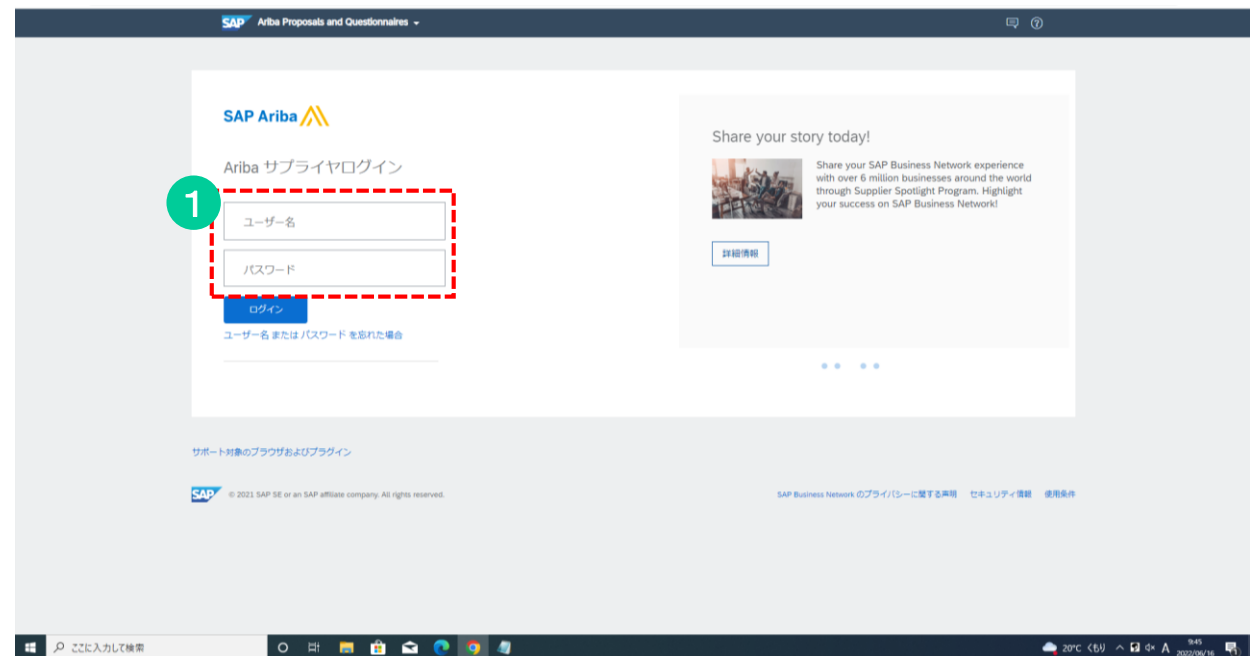 SAP Ariba Proposals and Questionnaires
SAP Ariba
Ariba サプライヤログイン
1
ユーザー名
パスワード
ログイン
ユーザー名 または パスワード を忘れた場合
Share your story today!
Share your SAP Business Network experience
with over 6 million businesses around the world
through Supplier Spotlight Program. Highlight
your success on SAP Business Network!
詳細情報
サポート対象のブラウザおよびプラグイン
SAP © 2021 SAP SE or an SAP affiliate company. All rights reserved.
SAP Business Network のプライバシーに関する声明 セキュリティ情報 使用条件
ここに入力して検索
20°C くもり A
9:45
2022/06/16